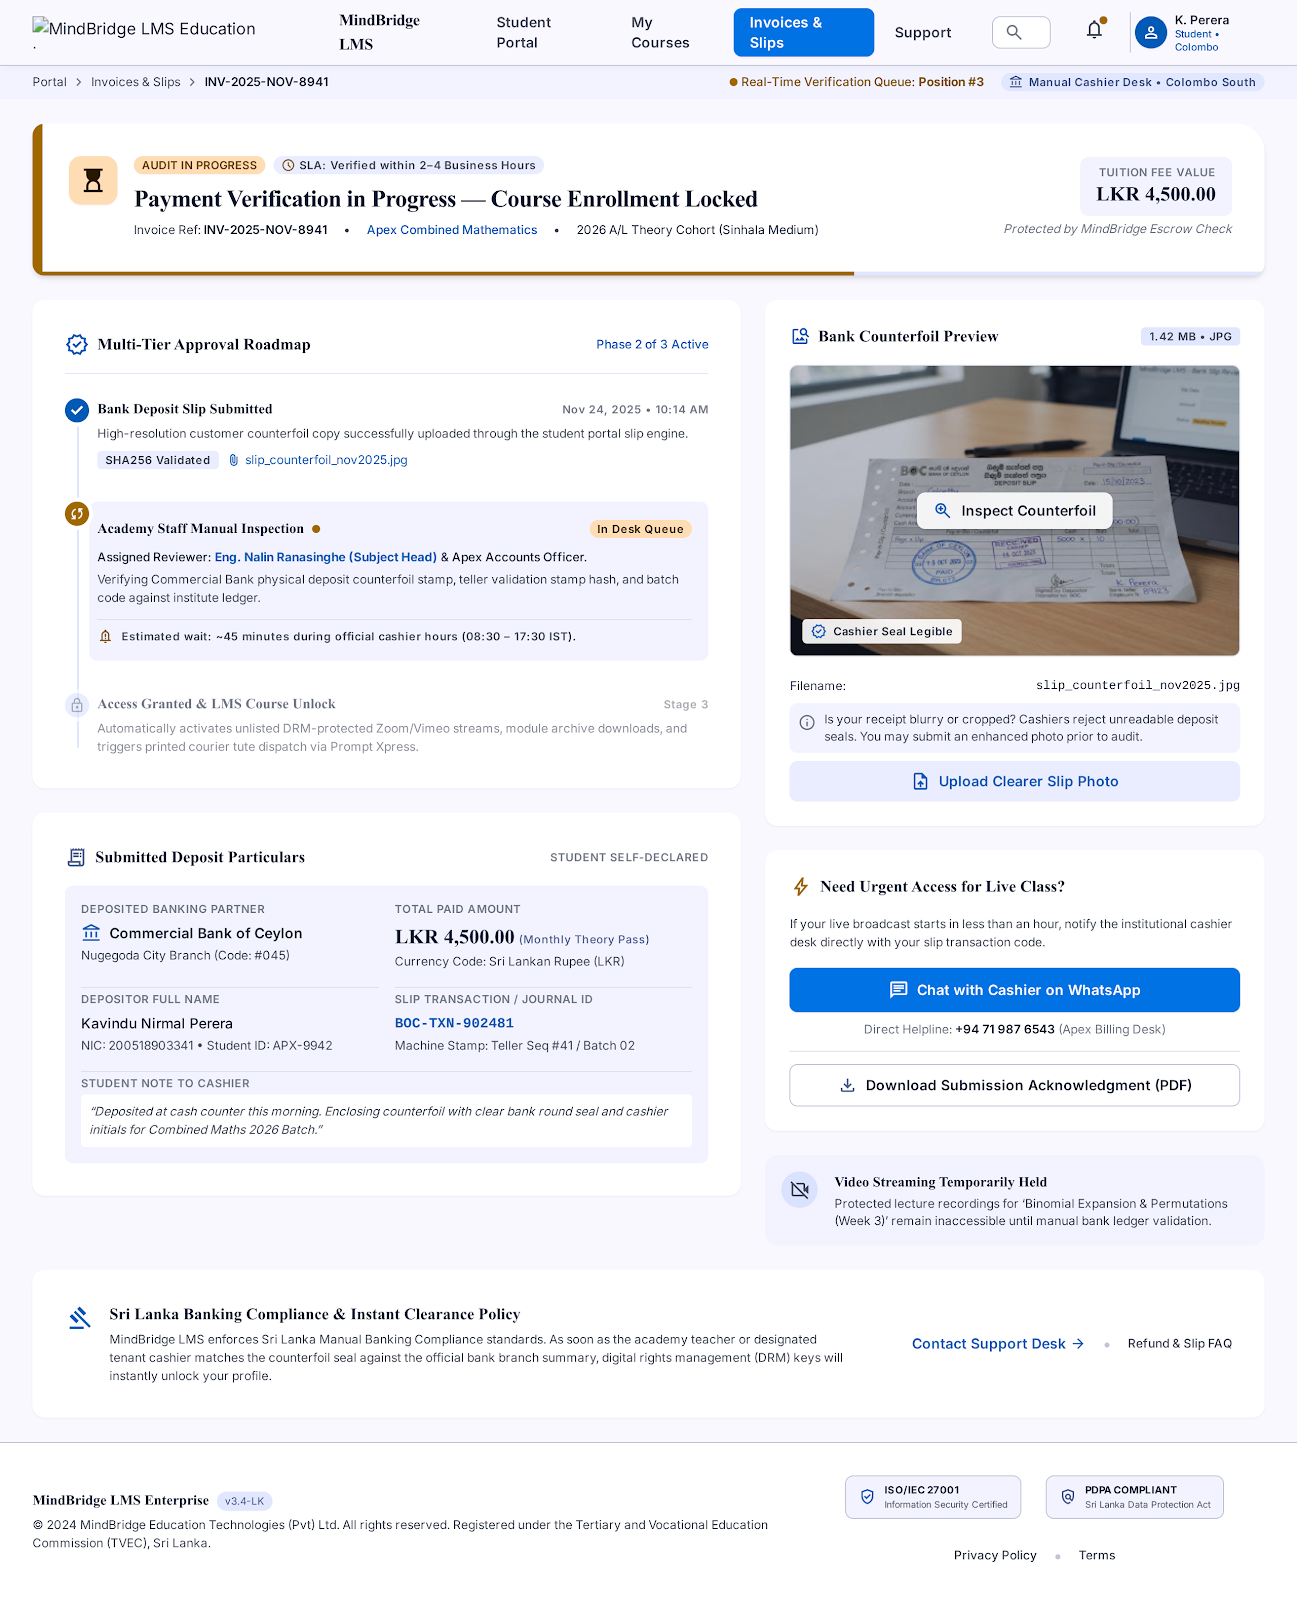 MindBridge LMS Education
.
MindBridge
LMS
Student
Portal
My
Courses
Invoices &
Slips
Support
K. Perera
Student •
Colombo
Portal > Invoices & Slips > INV-2025-NOV-8941
Real-Time Verification Queue: Position #3
Manual Cashier Desk • Colombo South
AUDIT IN PROGRESS
SLA: Verified within 2–4 Business Hours
Payment Verification in Progress — Course Enrollment Locked
Invoice Ref: INV-2025-NOV-8941 • Apex Combined Mathematics • 2026 A/L Theory Cohort (Sinhala Medium)
TUITION FEE VALUE
LKR 4,500.00
Protected by MindBridge Escrow Check
Multi-Tier Approval Roadmap
Phase 2 of 3 Active
Bank Deposit Slip Submitted
Nov 24, 2025 • 10:14 AM
High-resolution customer counterfoil copy successfully uploaded through the student portal slip engine.
SHA256 Validated
slip_counterfoil_nov2025.jpg
Academy Staff Manual Inspection
In Desk Queue
Assigned Reviewer: Eng. Nalin Ranasinghe (Subject Head) & Apex Accounts Officer.
Verifying Commercial Bank physical deposit counterfoil stamp, teller validation stamp hash, and batch
code against institute ledger.
Estimated wait: ~45 minutes during official cashier hours (08:30 – 17:30 IST).
Access Granted & LMS Course Unlock
Stage 3
Automatically activates unlisted DRM-protected Zoom/Vimeo streams, module archive downloads, and
triggers printed courier tute dispatch via Prompt Xpress.
Submitted Deposit Particulars
STUDENT SELF-DECLARED
DEPOSITED BANKING PARTNER
Commercial Bank of Ceylon
Nugegoda City Branch (Code: #045)
TOTAL PAID AMOUNT
LKR 4,500.00 (Monthly Theory Pass)
Currency Code: Sri Lankan Rupee (LKR)
DEPOSITOR FULL NAME
Kavindu Nirmal Perera
NIC: 200518903341 • Student ID: APX-9942
SLIP TRANSACTION / JOURNAL ID
BOC-TXN-902481
Machine Stamp: Teller Seq #41 / Batch 02
STUDENT NOTE TO CASHIER
“Deposited at cash counter this morning. Enclosing counterfoil with clear bank round seal and cashier
initials for Combined Maths 2026 Batch.”
Bank Counterfoil Preview
1.42 MB • JPG
BOC
BANK OF CEYLON
DEPOSIT SLIP
15/10/2023
5000 x 10
BANK OF CEYLON
PAID
RECEIVED
K. Perera
Inspect Counterfoil
Cashier Seal Legible
Filename:
slip_counterfoil_nov2025.jpg
Is your receipt blurry or cropped? Cashiers reject unreadable deposit
seals. You may submit an enhanced photo prior to audit.
Upload Clearer Slip Photo
Need Urgent Access for Live Class?
If your live broadcast starts in less than an hour, notify the institutional cashier
desk directly with your slip transaction code.
Chat with Cashier on WhatsApp
Direct Helpline: +94 71 987 6543 (Apex Billing Desk)
Download Submission Acknowledgment (PDF)
Video Streaming Temporarily Held
Protected lecture recordings for ‘Binomial Expansion & Permutations
(Week 3)’ remain inaccessible until manual bank ledger validation.
Sri Lanka Banking Compliance & Instant Clearance Policy
MindBridge LMS enforces Sri Lanka Manual Banking Compliance standards. As soon as the academy teacher or designated
tenant cashier matches the counterfoil seal against the official bank branch summary, digital rights management (DRM) keys will
instantly unlock your profile.
Contact Support Desk →
Refund & Slip FAQ
MindBridge LMS Enterprise
v3.4-LK
© 2024 MindBridge Education Technologies (Pvt) Ltd. All rights reserved. Registered under the Tertiary and Vocational Education
Commission (TVEC), Sri Lanka.
ISO/IEC 27001
Information Security Certified
PDPA COMPLIANT
Sri Lanka Data Protection Act
Privacy Policy
Terms